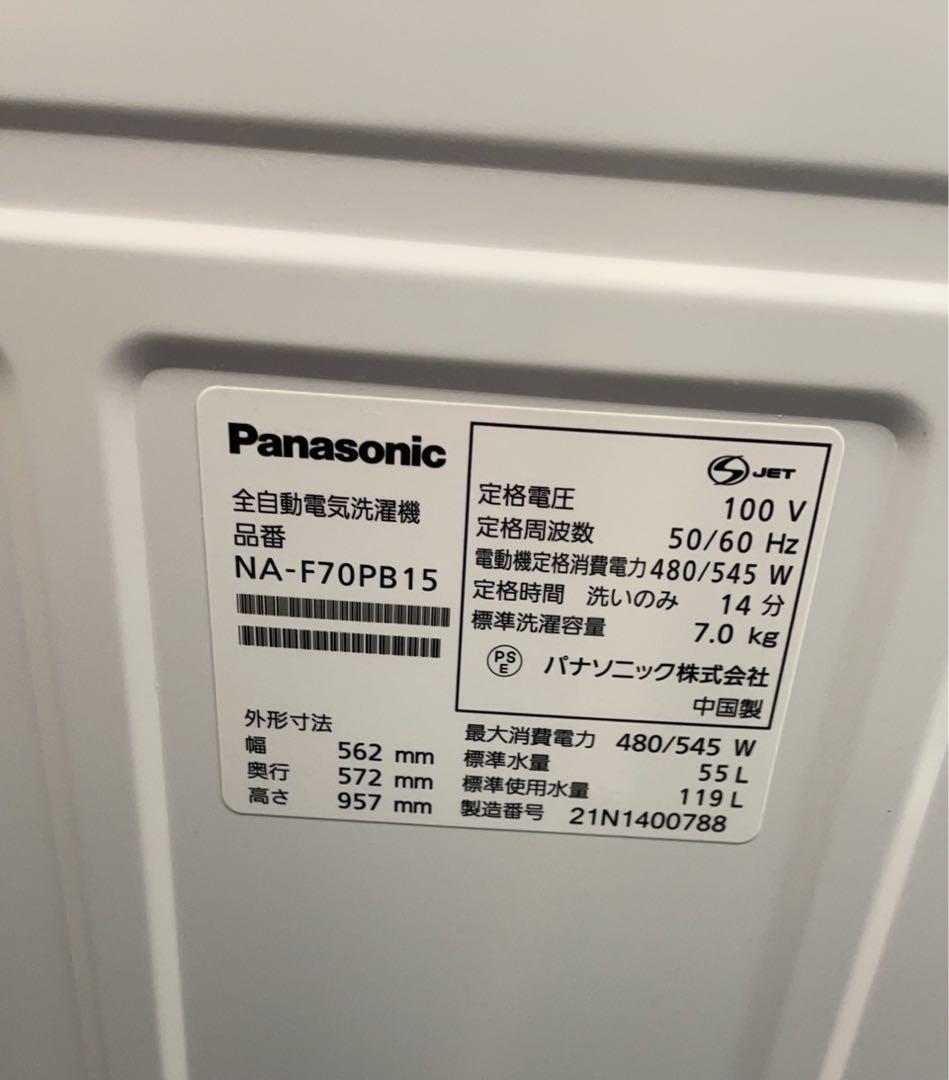 Panasonic
全自動電気洗濯機
品番
NA-F70PB15
外形寸法
幅 562 mm
奥行 572 mm
高さ 957 mm
JET
定格電圧 100 V
定格周波数 50/60 Hz
電動機定格消費電力 480/545 W
定格時間 洗いのみ 14 分
標準洗濯容量 7.0 kg
PS
E
パナソニック株式会社
中国製
最大消費電力 480/545 W
標準水量 55 L
標準使用水量 119 L
製造番号 21N1400788